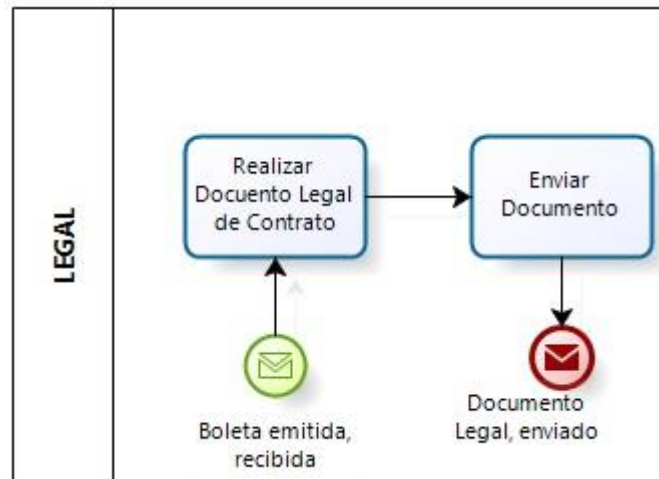 LEGAL
Realizar
Docuento Legal
de Contrato
Enviar
Documento
Boleta emitida,
recibida
Documento
Legal, enviado